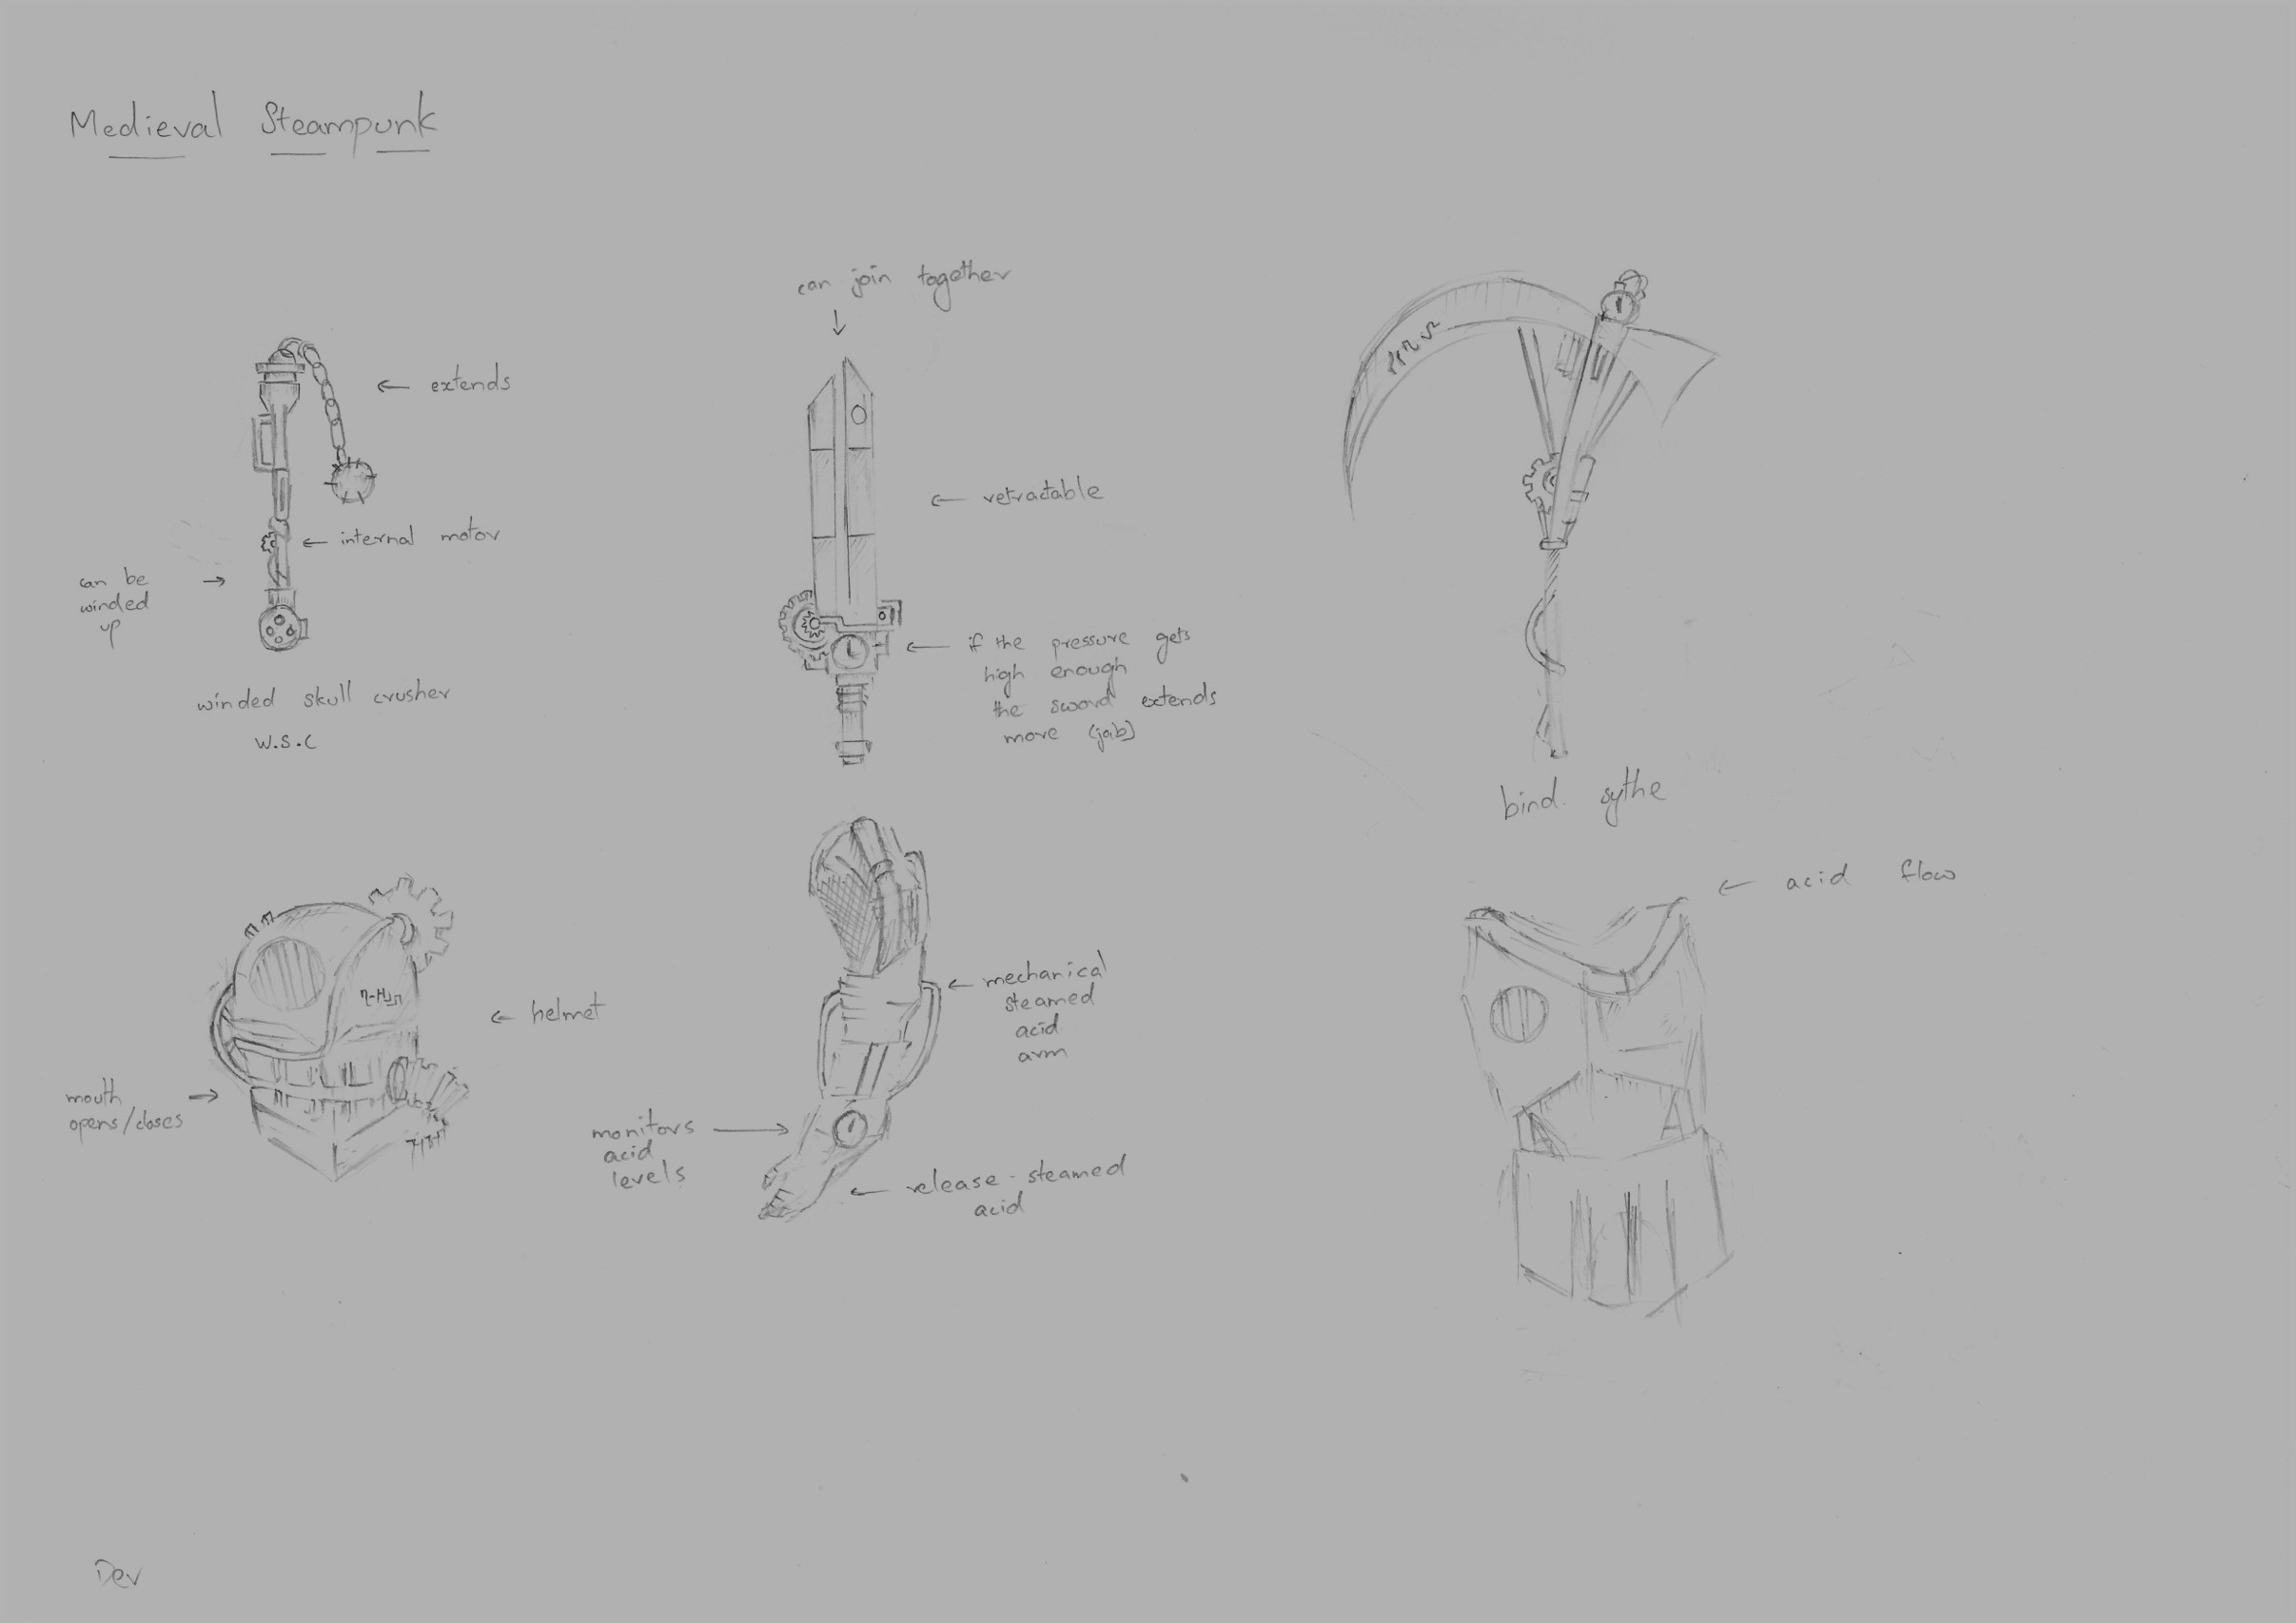 Medieval Steampunk
can join together
extends
retractable
internal motor
can be
winded
up
if the pressure gets
high enough
the sword extends
more (jab)
winded skull crusher
W.S.C
bind. sythe
acid flow
mechanical
steamed
acid
arm
helmet
mouth
opens/closes
monitors
acid
levels
release - steamed
acid
Dev